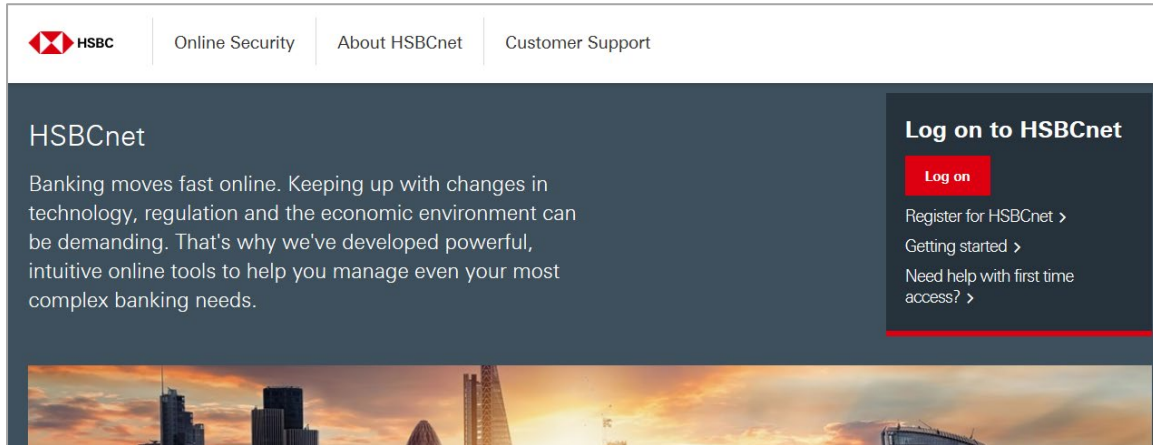 HSBC
Online Security
About HSBCnet
Customer Support
HSBCnet
Banking moves fast online. Keeping up with changes in
technology, regulation and the economic environment can
be demanding. That's why we've developed powerful,
intuitive online tools to help you manage even your most
complex banking needs.
Log on to HSBCnet
Log on
Register for HSBCnet >
Getting started >
Need help with first time
access? >